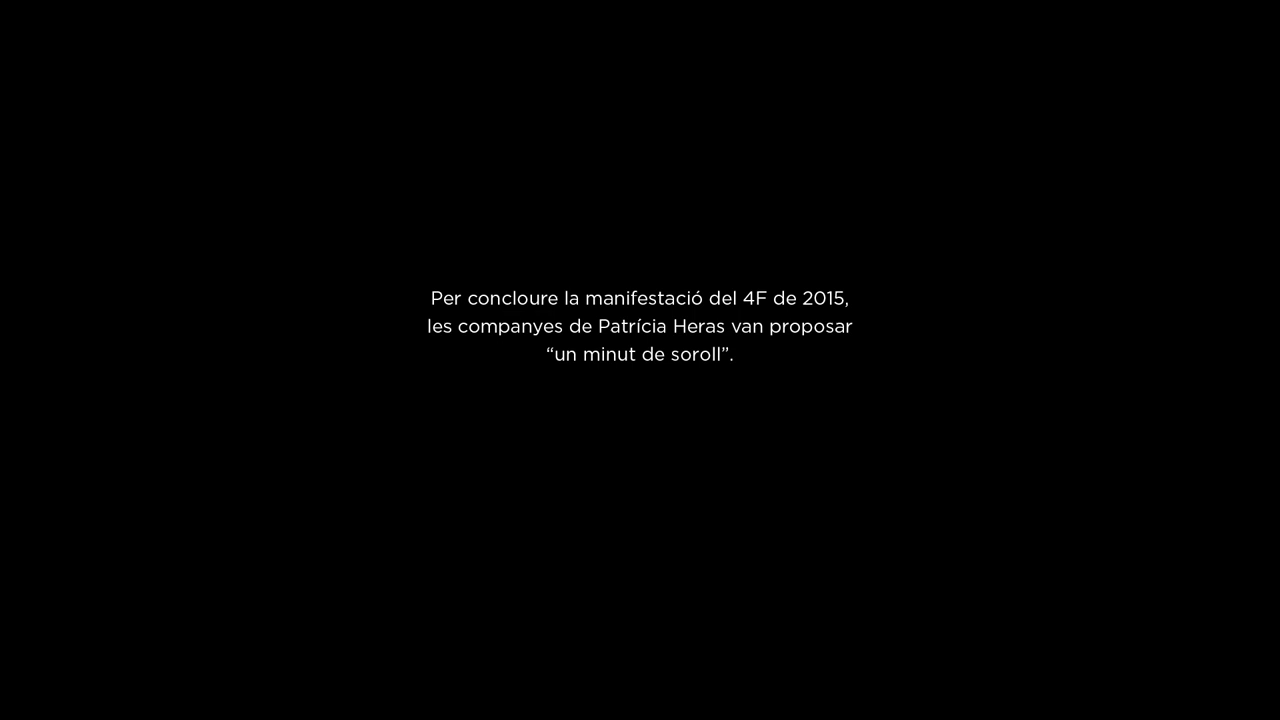 Per concloure la manifestació del 4F de 2015,
les companyes de Patrícia Heras van proposar
“un minut de soroll”.